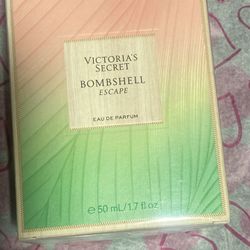 VICTORIA'S
SECRET
BOMBSHELL
ESCAPE
EAU DE PARFUM
℮ 50 mL/1.7 fl oz